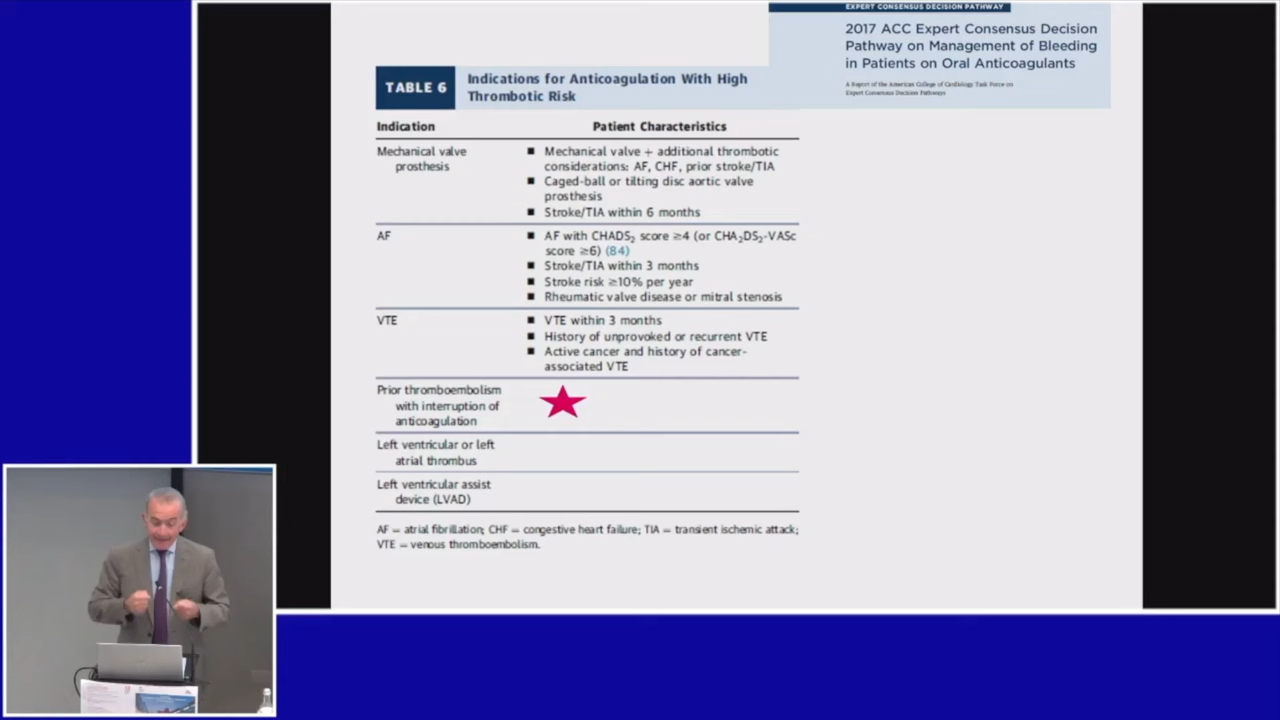 EXPERT CONSENSUS DECISION PATHWAY
2017 ACC Expert Consensus Decision
Pathway on Management of Bleeding
in Patients on Oral Anticoagulants
A Report of the American College of Cardiology Task Force on
Expert Consensus Decision Pathways
TABLE 6
Indications for Anticoagulation With High
Thrombotic Risk
Indication Patient Characteristics
Mechanical valve
prosthesis
■ Mechanical valve + additional thrombotic
considerations: AF, CHF, prior stroke/TIA
■ Caged-ball or tilting disc aortic valve
prosthesis
■ Stroke/TIA within 6 months
AF
■ AF with CHADS₂ score ≥4 (or CHA₂DS₂-VASc
score ≥6) (84)
■ Stroke/TIA within 3 months
■ Stroke risk ≥10% per year
■ Rheumatic valve disease or mitral stenosis
VTE
■ VTE within 3 months
■ History of unprovoked or recurrent VTE
■ Active cancer and history of cancer-
associated VTE
Prior thromboembolism
with interruption of
anticoagulation
Left ventricular or left
atrial thrombus
Left ventricular assist
device (LVAD)
AF = atrial fibrillation; CHF = congestive heart failure; TIA = transient ischemic attack;
VTE = venous thromboembolism.